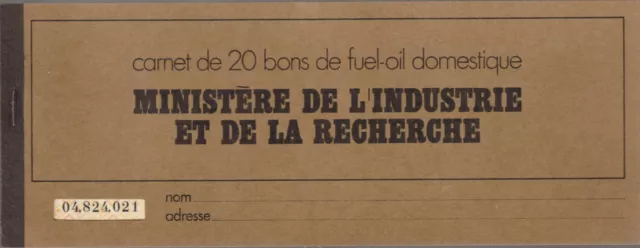 carnet de 20 bons de fuel-oil domestique
MINISTÈRE DE L'INDUSTRIE
ET DE LA RECHERCHE
04.824.021
nom
adresse